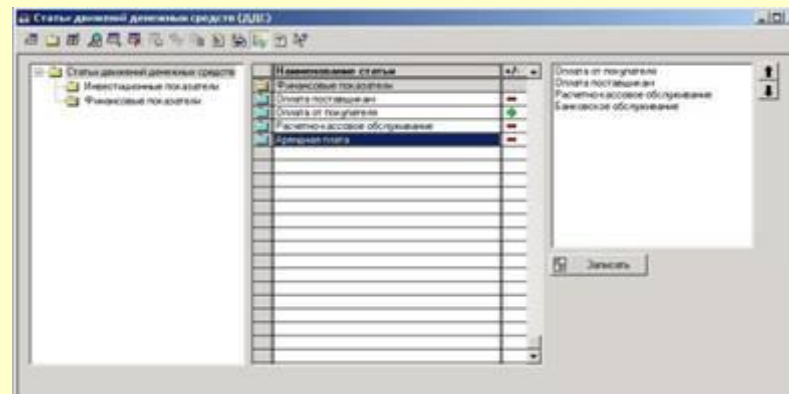 Статьи движений денежных средств (ДДС)
Статьи движений денежных средств
Инвестиционные показатели
Финансовые показатели
Наименование статьи +/-
Финансовые показатели
Оплата поставщикам
Оплата от покупателя
Расчетно-кассовое обслуживание
Арендная плата
Оплата от покупателя
Оплата поставщикам
Расчетно-кассовое обслуживание
Банковское обслуживание
Записать